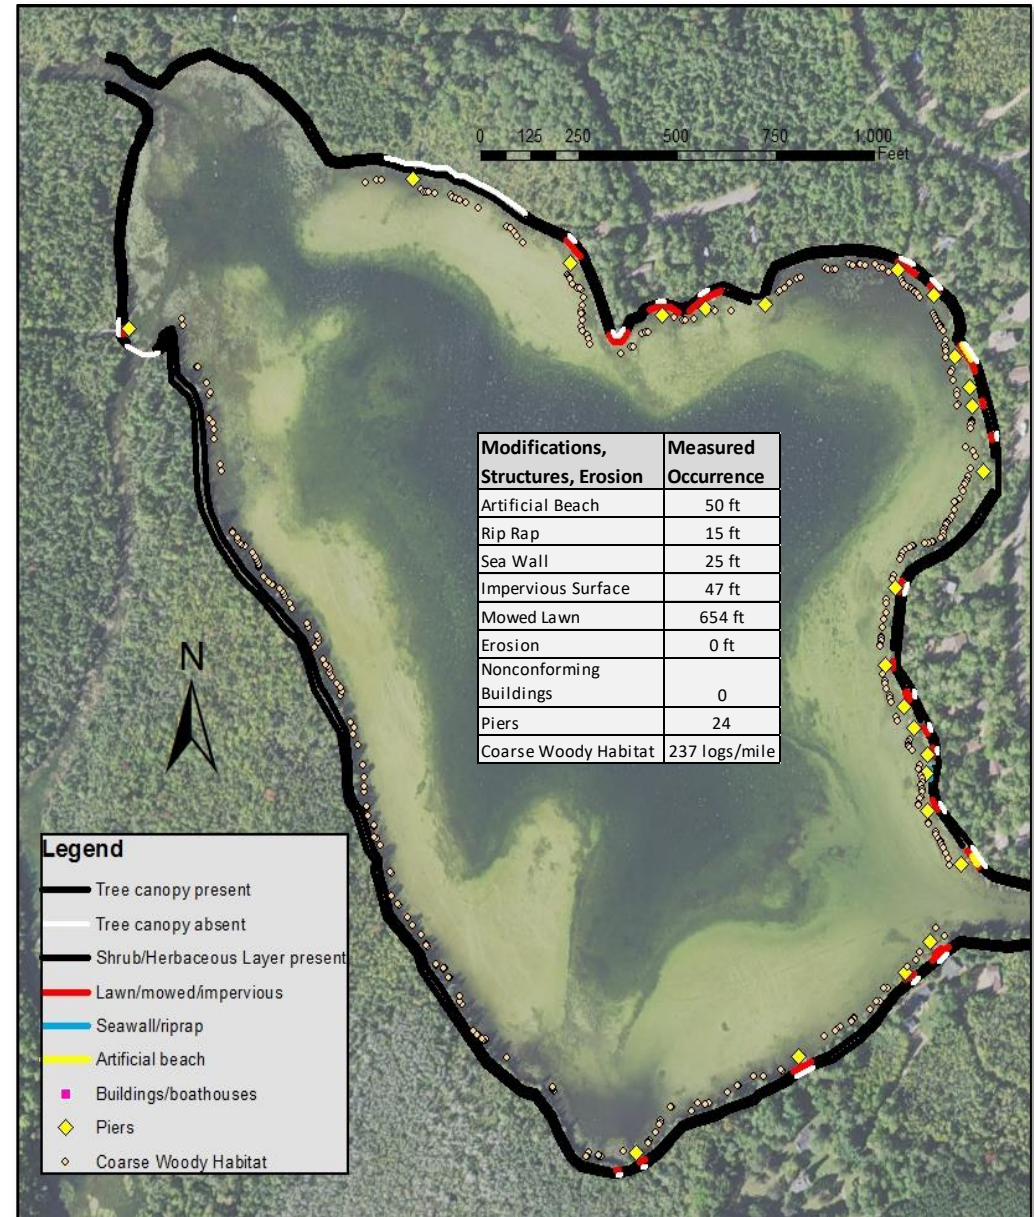 0 125 250 500 750 1,000
Feet
Modifications, Structures, Erosion Measured Occurrence
Artificial Beach 50 ft
Rip Rap 15 ft
Sea Wall 25 ft
Impervious Surface 47 ft
Mowed Lawn 654 ft
Erosion 0 ft
Nonconforming
Buildings 0
Piers 24
Coarse Woody Habitat 237 logs/mile
N
Legend
Tree canopy present
Tree canopy absent
Shrub/Herbaceous Layer present
Lawn/mowed/impervious
Seawall/riprap
Artificial beach
Buildings/boathouses
Piers
Coarse Woody Habitat